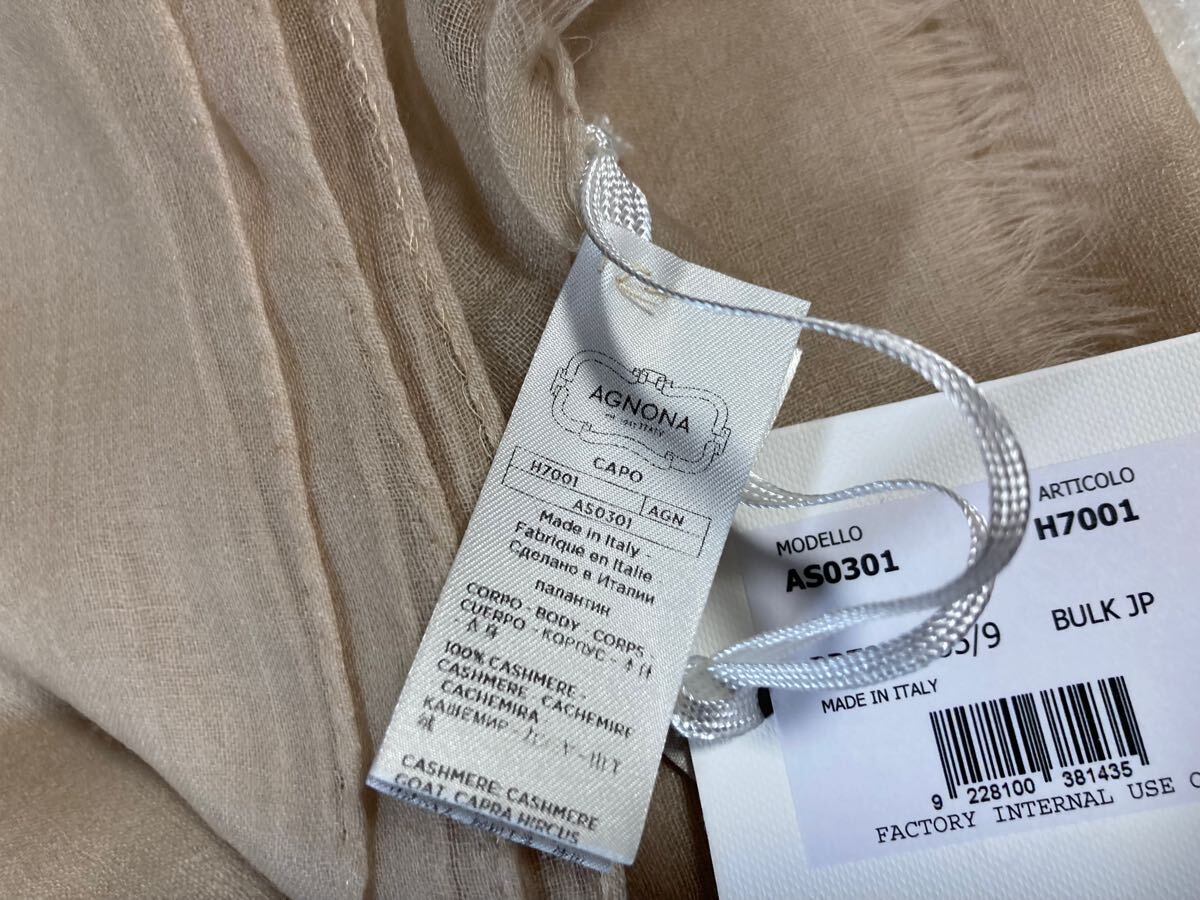 AGNONA
CAPO
H7001 AGN
AS0301
Made in Italy -
Fabriqué en Italie -
Сделано в Италии
палантин
CORPO - BODY - CORPS
CUERPO - КОРПУС -
100% CASHMERE -
CASHMERE - CACHEMIRE
CACHEMIRA -
КАШЕМИР -
CASHMERE: CASHMERE
GOAT, CAPRA HIRCUS
MODELLO
AS0301
ARTICOLO
H7001
BULK JP
MADE IN ITALY
9 228100 381435
FACTORY INTERNAL USE